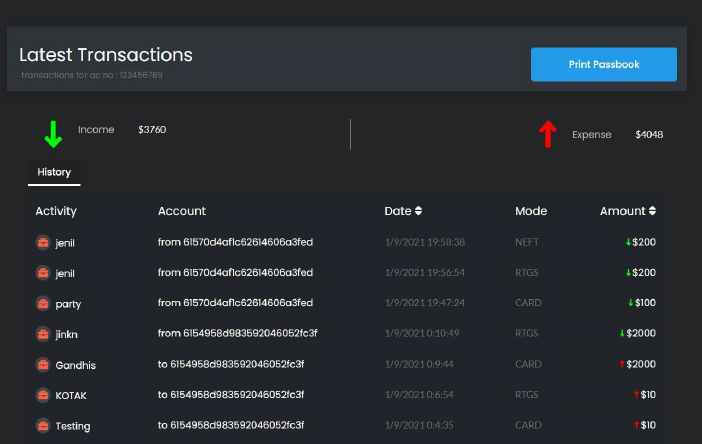 Latest Transactions
transactions for ac no : 123456789
Print Passbook
Income $3760
Expense $4048
History
Activity Account Date Mode Amount
jenil from 61570d4af1c62614606a3fed 1/9/2021 19:58:38 NEFT $200
jenil from 61570d4af1c62614606a3fed 1/9/2021 19:56:54 RTGS $200
party from 61570d4af1c62614606a3fed 1/9/2021 19:47:24 CARD $100
jinkn from 6154958d983592046052fc3f 1/9/2021 0:10:49 RTGS $2000
Gandhis to 6154958d983592046052fc3f 1/9/2021 0:9:44 CARD $2000
KOTAK to 6154958d983592046052fc3f 1/9/2021 0:6:54 RTGS $10
Testing to 6154958d983592046052fc3f 1/9/2021 0:4:35 CARD $10